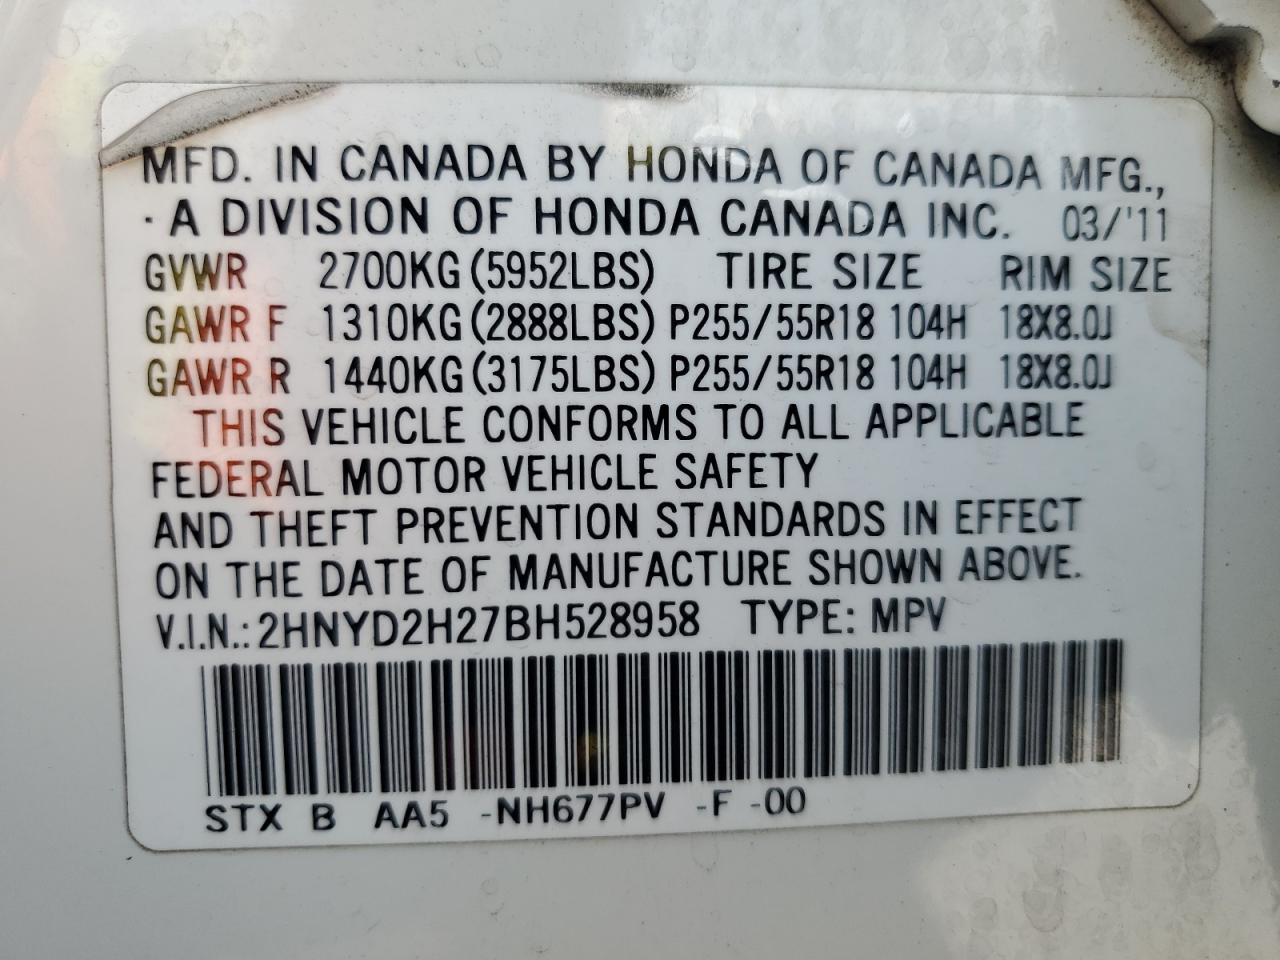 MFD. IN CANADA BY HONDA OF CANADA MFG.,
· A DIVISION OF HONDA CANADA INC. 03/'11
GVWR 2700KG (5952LBS) TIRE SIZE RIM SIZE
GAWR F 1310KG (2888LBS) P255/55R18 104H 18X8.0J
GAWR R 1440KG (3175LBS) P255/55R18 104H 18X8.0J
THIS VEHICLE CONFORMS TO ALL APPLICABLE
FEDERAL MOTOR VEHICLE SAFETY
AND THEFT PREVENTION STANDARDS IN EFFECT
ON THE DATE OF MANUFACTURE SHOWN ABOVE.
V.I.N.: 2HNYD2H27BH528958 TYPE: MPV
STX B AA5 -NH677PV -F -00